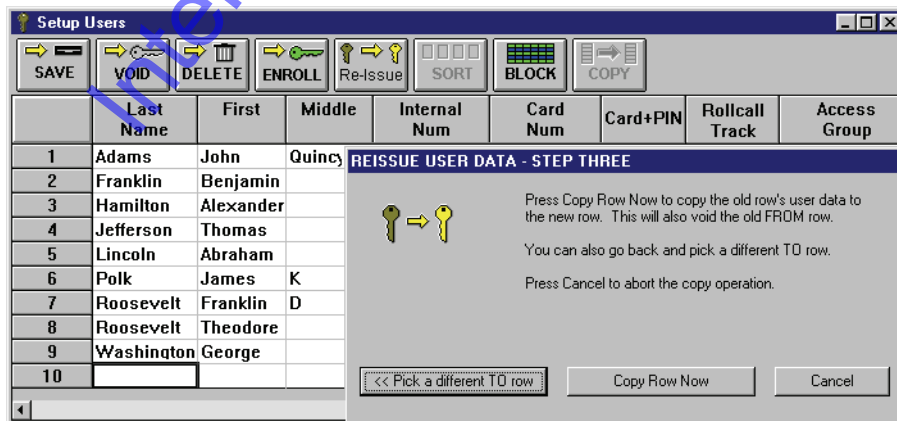 Setup Users
SAVE VOID DELETE ENROLL Re-Issue SORT BLOCK COPY
Last Name First Middle Internal Num Card Num Card+PIN Rollcall Track Access Group
1 Adams John Quincy
2 Franklin Benjamin
3 Hamilton Alexander
4 Jefferson Thomas
5 Lincoln Abraham
6 Polk James K
7 Roosevelt Franklin D
8 Roosevelt Theodore
9 Washington George
10
REISSUE USER DATA - STEP THREE
Press Copy Row Now to copy the old row's user data to
the new row. This will also void the old FROM row.
You can also go back and pick a different TO row.
Press Cancel to abort the copy operation.
<< Pick a different TO row Copy Row Now Cancel